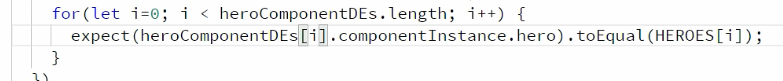 for(let i=0; i < heroComponentDEs.length; i++) {
expect(heroComponentDEs[i].componentInstance.hero).toEqual(HEROES[i]);
}
})